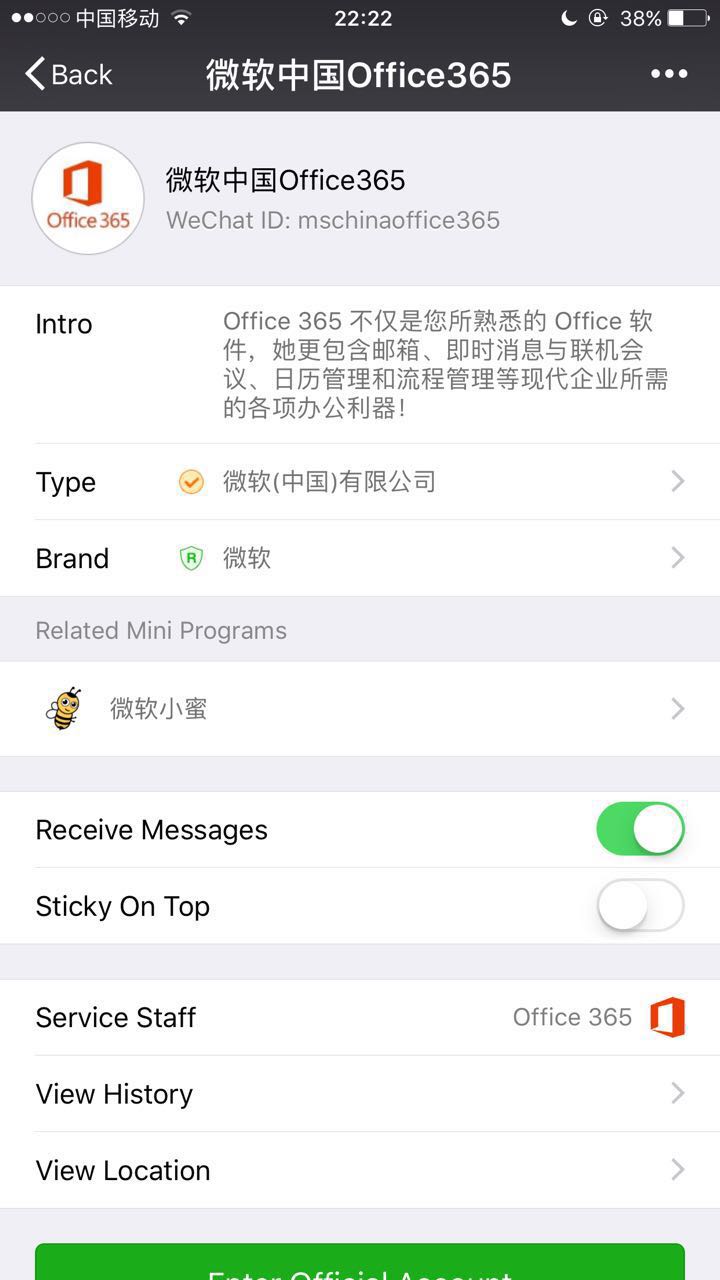 中国移动
22:22
38%
Back
微软中国Office365
Office 365
微软中国Office365
WeChat ID: mschinaoffice365
Intro
Office 365 不仅是您所熟悉的 Office 软
件，她更包含邮箱、即时消息与联机会
议、日历管理和流程管理等现代企业所需
的各项办公利器！
Type
微软(中国)有限公司
Brand
R
微软
Related Mini Programs
微软小蜜
Receive Messages
Sticky On Top
Service Staff
Office 365
View History
View Location
Enter Official Account